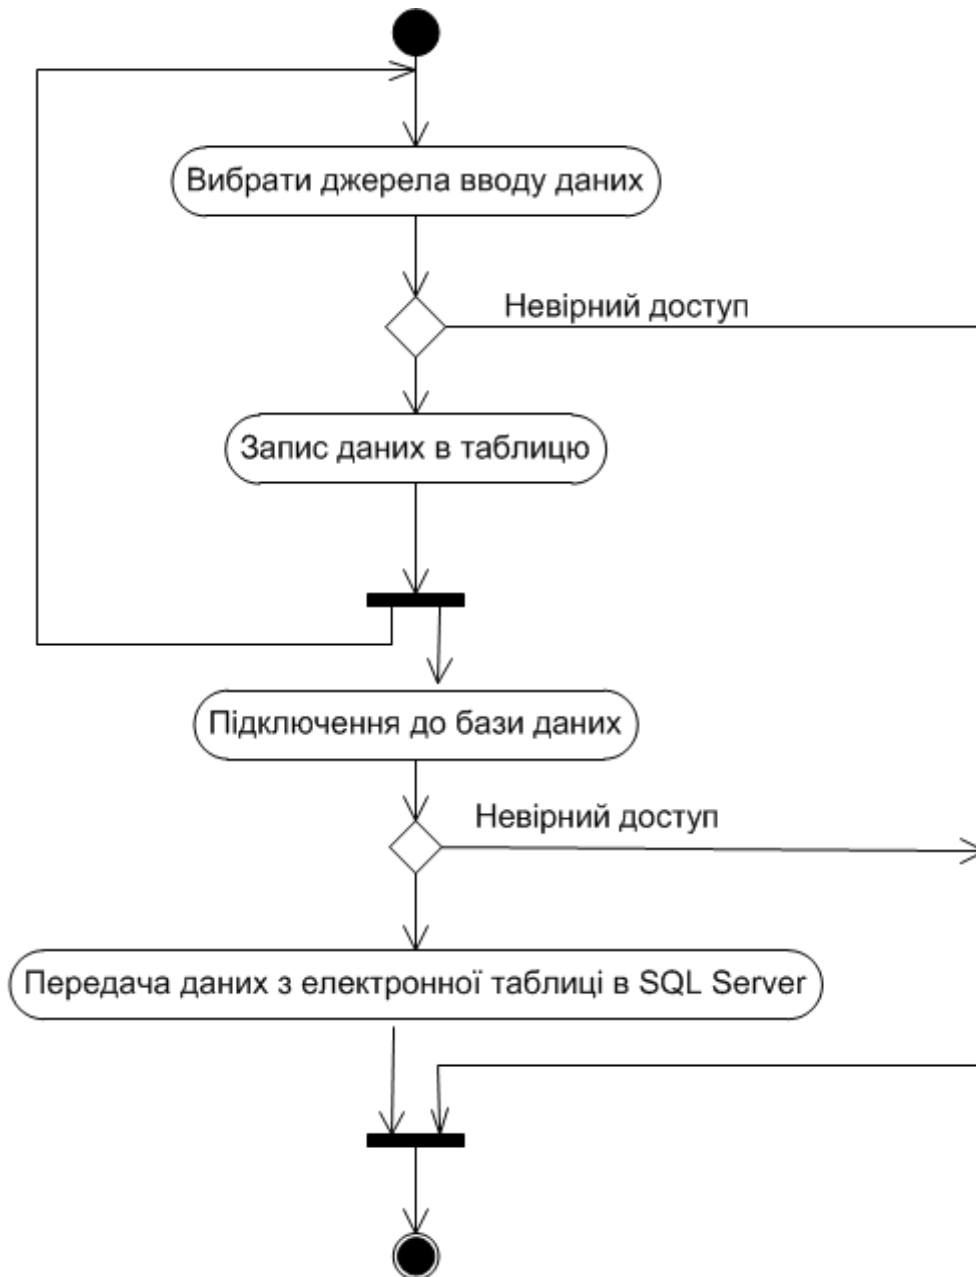 Вибрати джерела вводу даних
Невірний доступ
Запис даних в таблицю
Підключення до бази даних
Невірний доступ
Передача даних з електронної таблиці в SQL Server